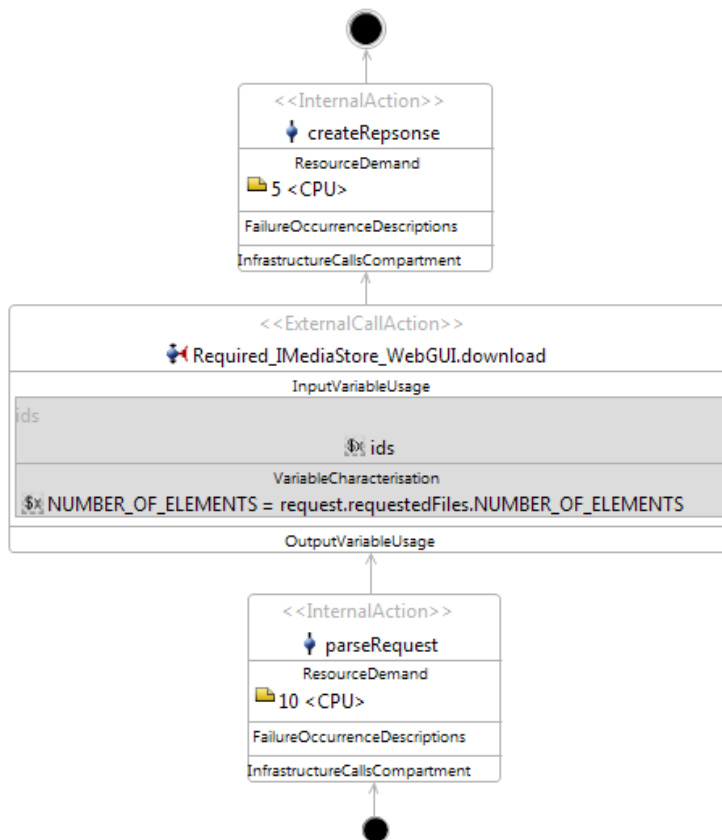 <<InternalAction>>
createRepsonse
ResourceDemand
5 <CPU>
FailureOccurrenceDescriptions
InfrastructureCallsCompartment
<<ExternalCallAction>>
Required_IMediaStore_WebGUI.download
InputVariableUsage
ids
ids
VariableCharacterisation
NUMBER_OF_ELEMENTS = request.requestedFiles.NUMBER_OF_ELEMENTS
OutputVariableUsage
<<InternalAction>>
parseRequest
ResourceDemand
10 <CPU>
FailureOccurrenceDescriptions
InfrastructureCallsCompartment